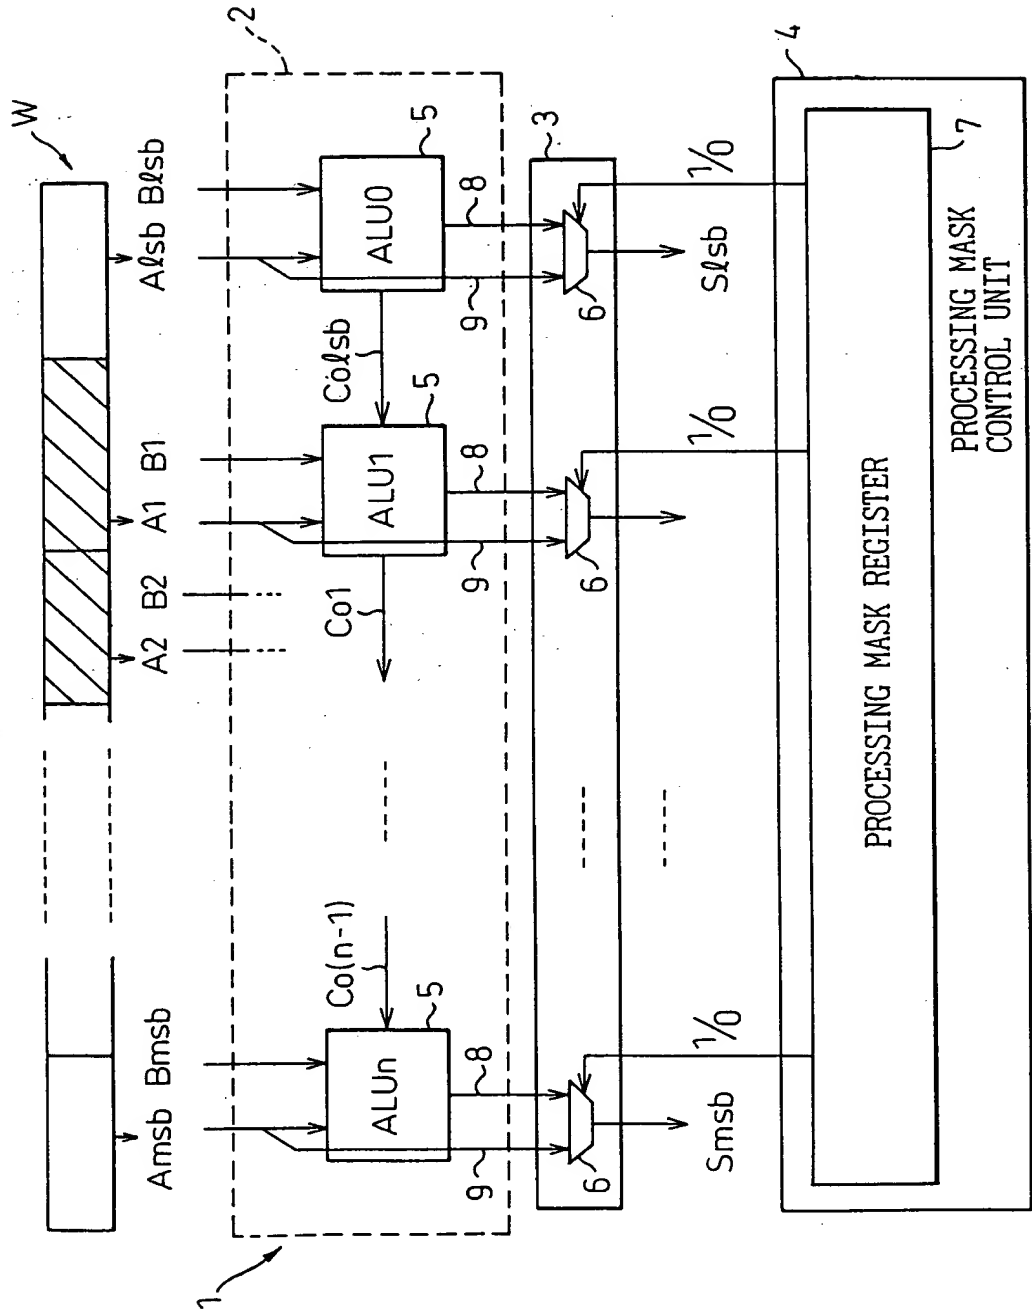 W
Amsb Bmsb A2 B2 A1 B1 Aℓsb Bℓsb
1
2
Co(n-1) Co1 Coℓsb
ALUn ALU1 ALU0
5 5 5
9 8 9 8 9 8
3
6 6 6
Smsb 1/0 1/0 Sℓsb 1/0
4
PROCESSING MASK REGISTER
7
PROCESSING MASK
CONTROL UNIT